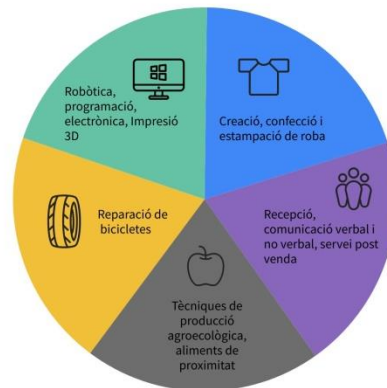 Robòtica,
programació,
electrònica, Impresió
3D
Creació, confecció i
estampació de roba
Reparació de
bicicletes
Recepció,
comunicació verbal i
no verbal, servei post
venda
Tècniques de
producció
agroecològica,
aliments de
proximitat